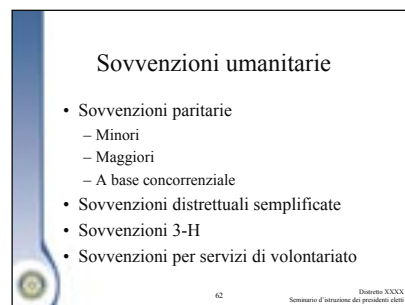 Sovvenzioni umanitarie
• Sovvenzioni paritarie
– Minori
– Maggiori
– A base concorrenziale
• Sovvenzioni distrettuali semplificate
• Sovvenzioni 3-H
• Sovvenzioni per servizi di volontariato
62
Distretto XXXX
Seminario d'istruzione dei presidenti eletti